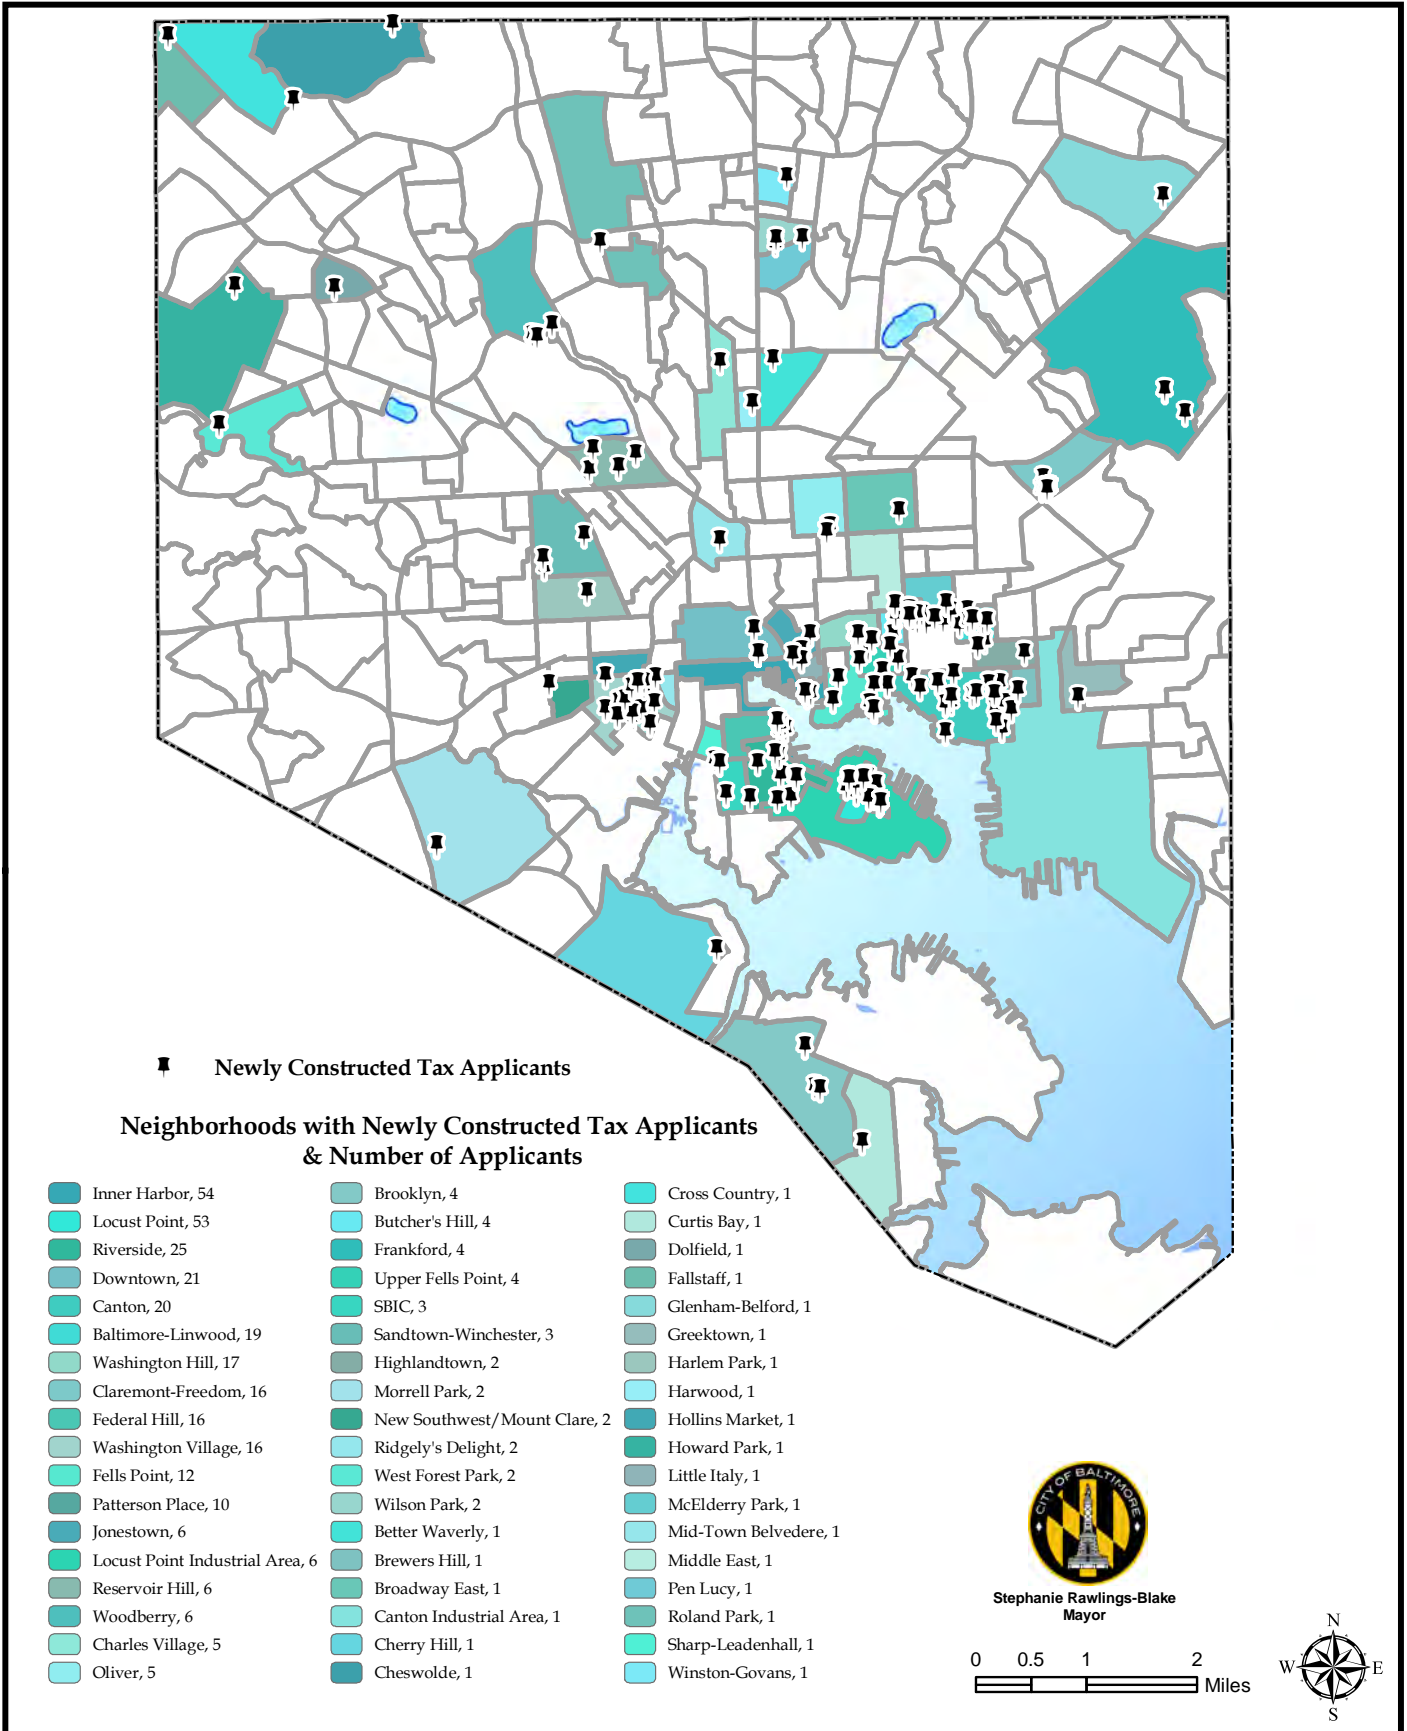 Newly Constructed Tax Applicants
Neighborhoods with Newly Constructed Tax Applicants
& Number of Applicants
Inner Harbor, 54
Locust Point, 53
Riverside, 25
Downtown, 21
Canton, 20
Baltimore-Linwood, 19
Washington Hill, 17
Claremont-Freedom, 16
Federal Hill, 16
Washington Village, 16
Fells Point, 12
Patterson Place, 10
Jonestown, 6
Locust Point Industrial Area, 6
Reservoir Hill, 6
Woodberry, 6
Charles Village, 5
Oliver, 5
Brooklyn, 4
Butcher's Hill, 4
Frankford, 4
Upper Fells Point, 4
SBIC, 3
Sandtown-Winchester, 3
Highlandtown, 2
Morrell Park, 2
New Southwest/Mount Clare, 2
Ridgely's Delight, 2
West Forest Park, 2
Wilson Park, 2
Better Waverly, 1
Brewers Hill, 1
Broadway East, 1
Canton Industrial Area, 1
Cherry Hill, 1
Cheswolde, 1
Cross Country, 1
Curtis Bay, 1
Dolfield, 1
Fallstaff, 1
Glenham-Belford, 1
Greektown, 1
Harlem Park, 1
Harwood, 1
Hollins Market, 1
Howard Park, 1
Little Italy, 1
McElderry Park, 1
Mid-Town Belvedere, 1
Middle East, 1
Pen Lucy, 1
Roland Park, 1
Sharp-Leadenhall, 1
Winston-Govans, 1
CITY OF BALTIMORE
Stephanie Rawlings-Blake
Mayor
0 0.5 1 2
Miles
N
W E
S